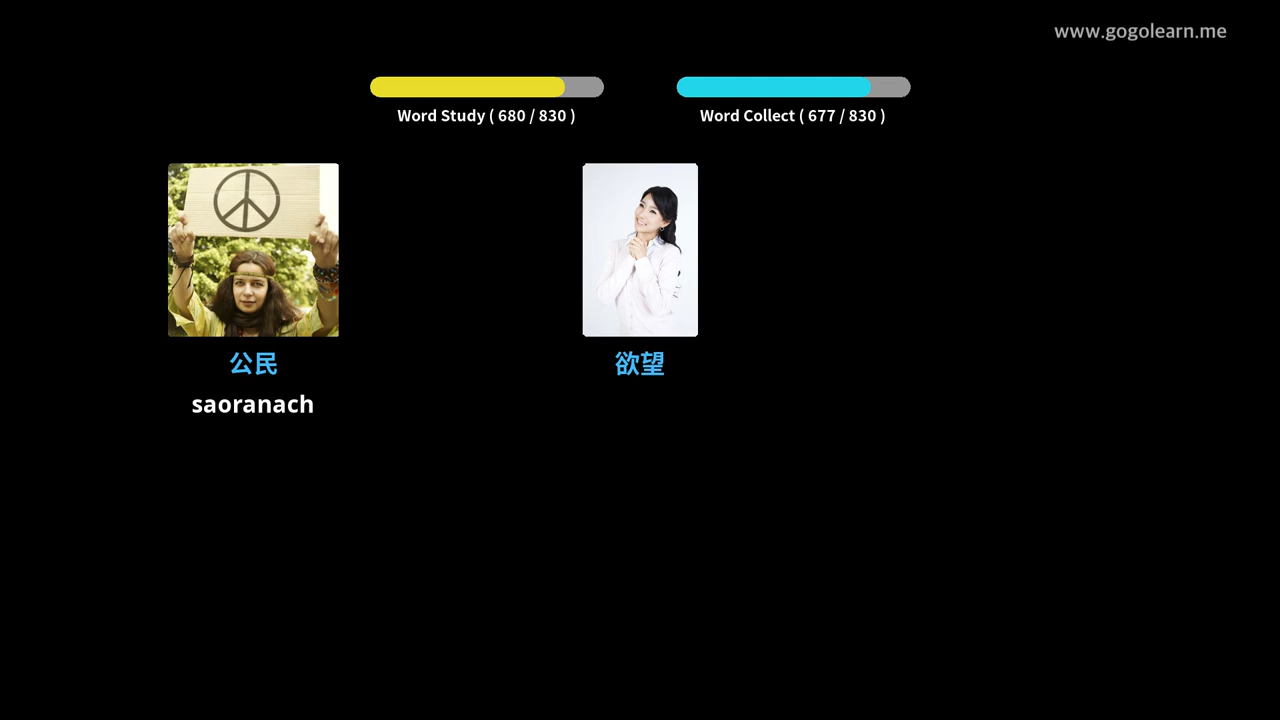 www.gogolearn.me
Word Study ( 680 / 830 )
Word Collect ( 677 / 830 )
公民
欲望
saoranach